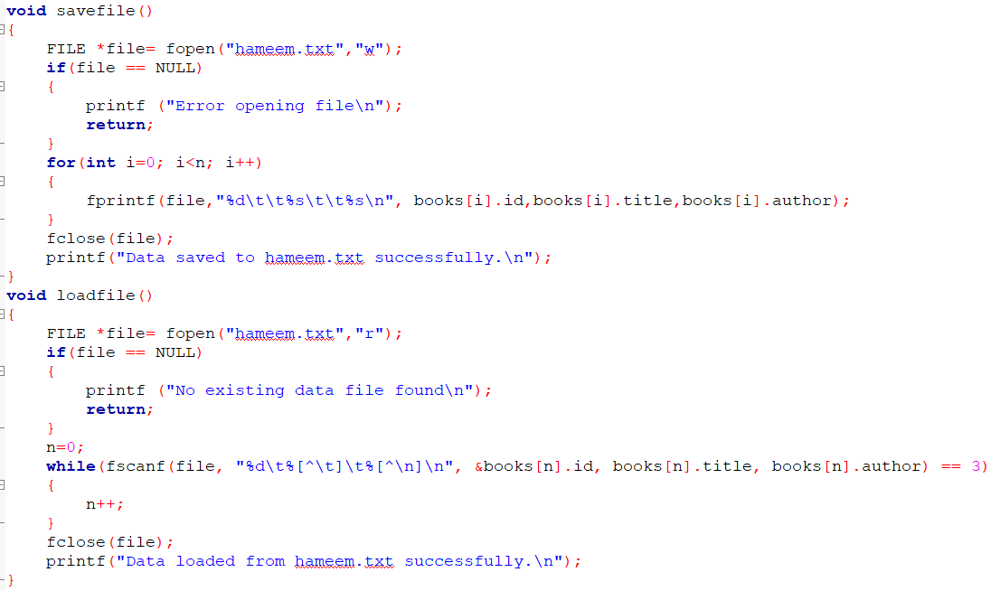 void savefile()
{
    FILE *file= fopen("hameem.txt","w");
    if(file == NULL)
    {
        printf ("Error opening file\n");
        return;
    }
    for(int i=0; i<n; i++)
    {
        fprintf(file,"%d\t\t%s\t\t%s\n", books[i].id,books[i].title,books[i].author);
    }
    fclose(file);
    printf("Data saved to hameem.txt successfully.\n");
}
void loadfile()
{
    FILE *file= fopen("hameem.txt","r");
    if(file == NULL)
    {
        printf ("No existing data file found\n");
        return;
    }
    n=0;
    while(fscanf(file, "%d\t%[^\t]\t%[^\n]\n", &books[n].id, books[n].title, books[n].author) == 3)
    {
        n++;
    }
    fclose(file);
    printf("Data loaded from hameem.txt successfully.\n");
}